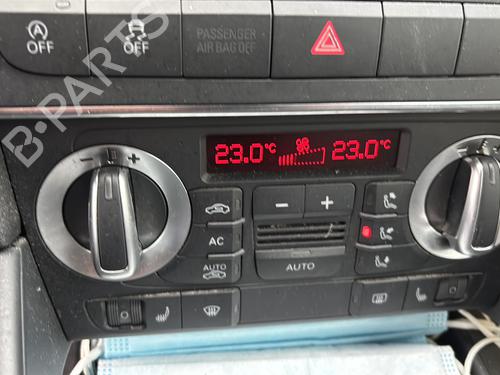 A OFF
OFF
PASSENGER
AIR BAG OFF
B-PARTS
- +
23.0°C 23.0°C
- +
AC
AUTO
AUTO